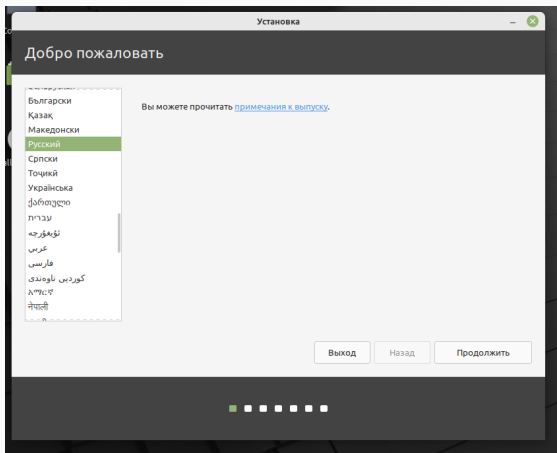 Установка
Добро пожаловать
Български
Қазақ
Македонски
Русский
Српски
Тоҷикӣ
Українська
ქართული
עברית
ئۇيغۇرچە
عربي
فارسی
كوردیی ناوەندی
አማርኛ
नेपाली
Вы можете прочитать примечания к выпуску.
Выход
Назад
Продолжить